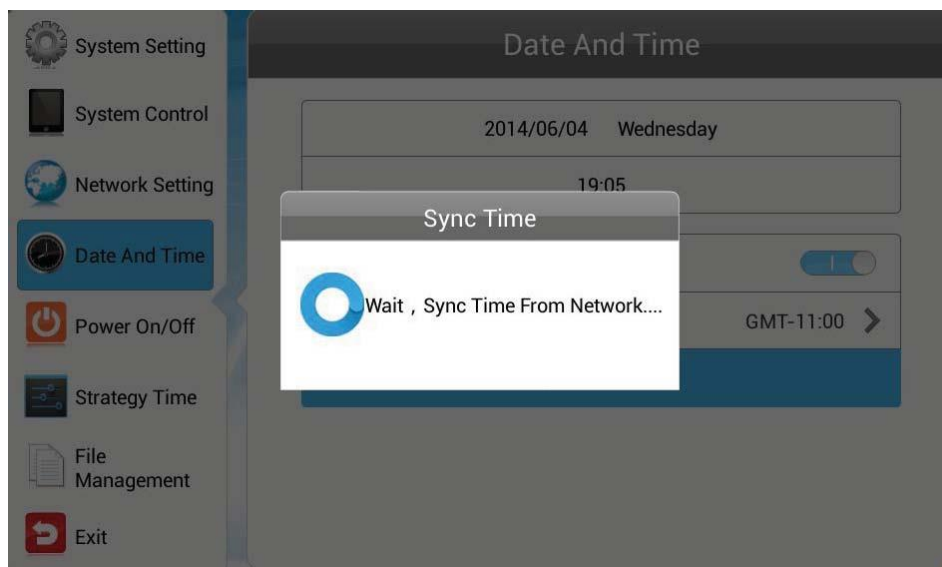 System Setting
System Control
Network Setting
Date And Time
Power On/Off
Strategy Time
File
Management
Exit
Date And Time
2014/06/04 Wednesday
19:05
Sync Time
Wait , Sync Time From Network....
GMT-11:00